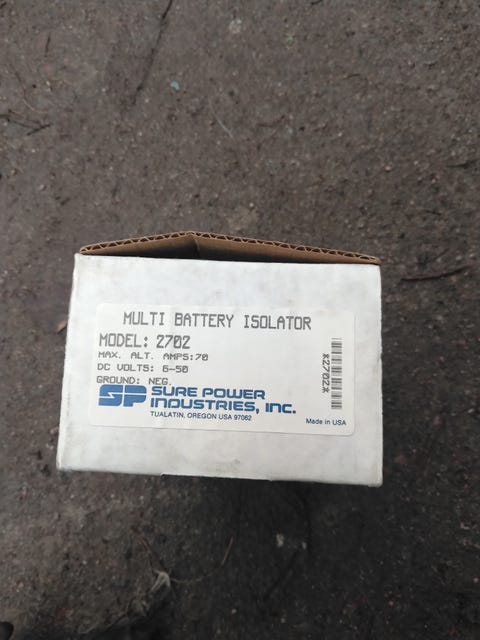 MULTI BATTERY ISOLATOR
MODEL: 2702
MAX. ALT. AMPS:70
DC VOLTS: 6-50
GROUND: NEG.
SP SURE POWER
INDUSTRIES, INC.
TUALATIN, OREGON USA 97062
*2702*
Made in USA